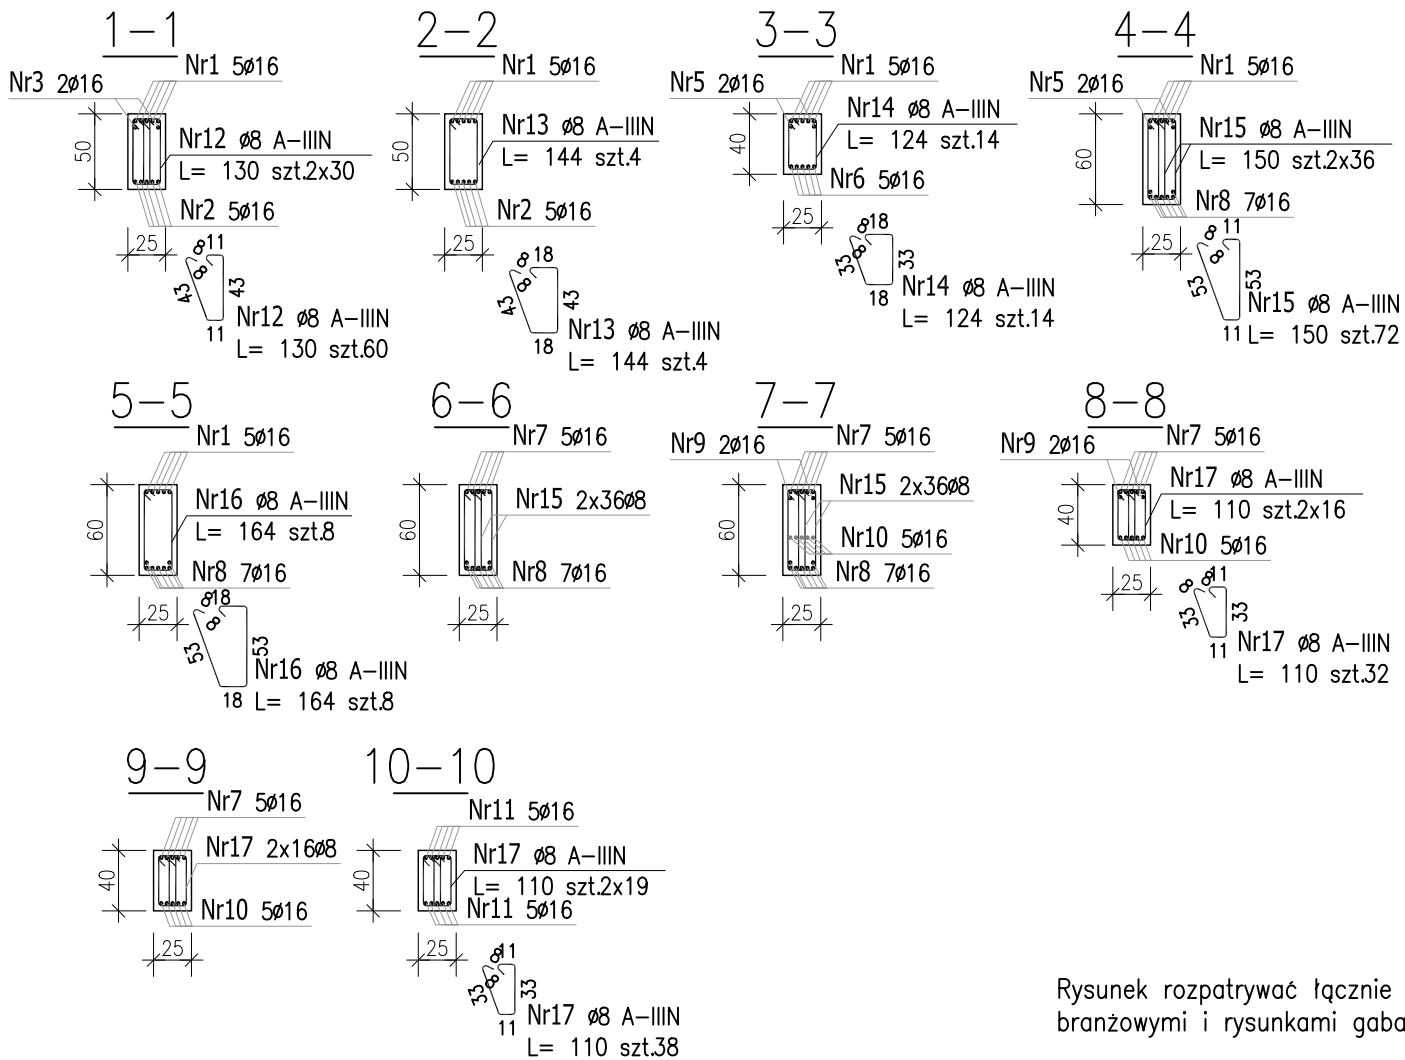 1-1
Nr3 2ø16
Nr1 5ø16
50
Nr12 ø8 A-IIIN
L= 130 szt.2x30
Nr2 5ø16
25
8 11
8
43
43
11
Nr12 ø8 A-IIIN
L= 130 szt.60
2-2
Nr1 5ø16
50
Nr13 ø8 A-IIIN
L= 144 szt.4
Nr2 5ø16
25
8 18
8
43
43
18
Nr13 ø8 A-IIIN
L= 144 szt.4
3-3
Nr5 2ø16
Nr1 5ø16
40
Nr14 ø8 A-IIIN
L= 124 szt.14
Nr6 5ø16
25
8 18
8
33
33
18
Nr14 ø8 A-IIIN
L= 124 szt.14
4-4
Nr5 2ø16
Nr1 5ø16
60
Nr15 ø8 A-IIIN
L= 150 szt.2x36
Nr8 7ø16
25
8 11
8
53
53
11
Nr15 ø8 A-IIIN
L= 150 szt.72
5-5
Nr1 5ø16
60
Nr16 ø8 A-IIIN
L= 164 szt.8
Nr8 7ø16
25
8 18
8
53
53
18
Nr16 ø8 A-IIIN
L= 164 szt.8
6-6
Nr7 5ø16
60
Nr15 2x36ø8
Nr8 7ø16
25
7-7
Nr9 2ø16
Nr7 5ø16
60
Nr15 2x36ø8
Nr10 5ø16
Nr8 7ø16
25
8-8
Nr9 2ø16
Nr7 5ø16
40
Nr17 ø8 A-IIIN
L= 110 szt.2x16
Nr10 5ø16
25
8 11
8
33
33
11
Nr17 ø8 A-IIIN
L= 110 szt.32
9-9
Nr7 5ø16
40
Nr17 2x16ø8
Nr10 5ø16
25
10-10
Nr11 5ø16
40
Nr17 ø8 A-IIIN
L= 110 szt.2x19
Nr11 5ø16
25
8 11
8
33
33
11
Nr17 ø8 A-IIIN
L= 110 szt.38
Rysunek rozpatrywać łącznie
branżowymi i rysunkami gaba